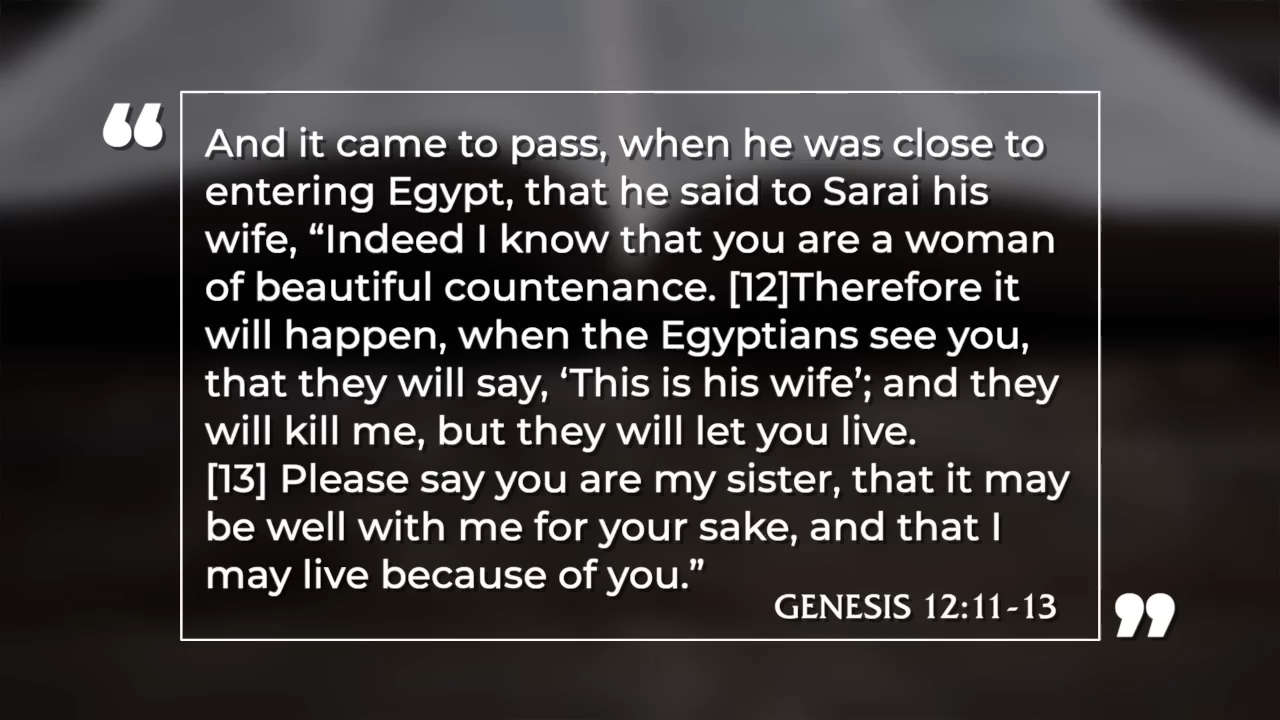 “
And it came to pass, when he was close to
entering Egypt, that he said to Sarai his
wife, “Indeed I know that you are a woman
of beautiful countenance. [12]Therefore it
will happen, when the Egyptians see you,
that they will say, ‘This is his wife’; and they
will kill me, but they will let you live.
[13] Please say you are my sister, that it may
be well with me for your sake, and that I
may live because of you.”
GENESIS 12:11-13
”